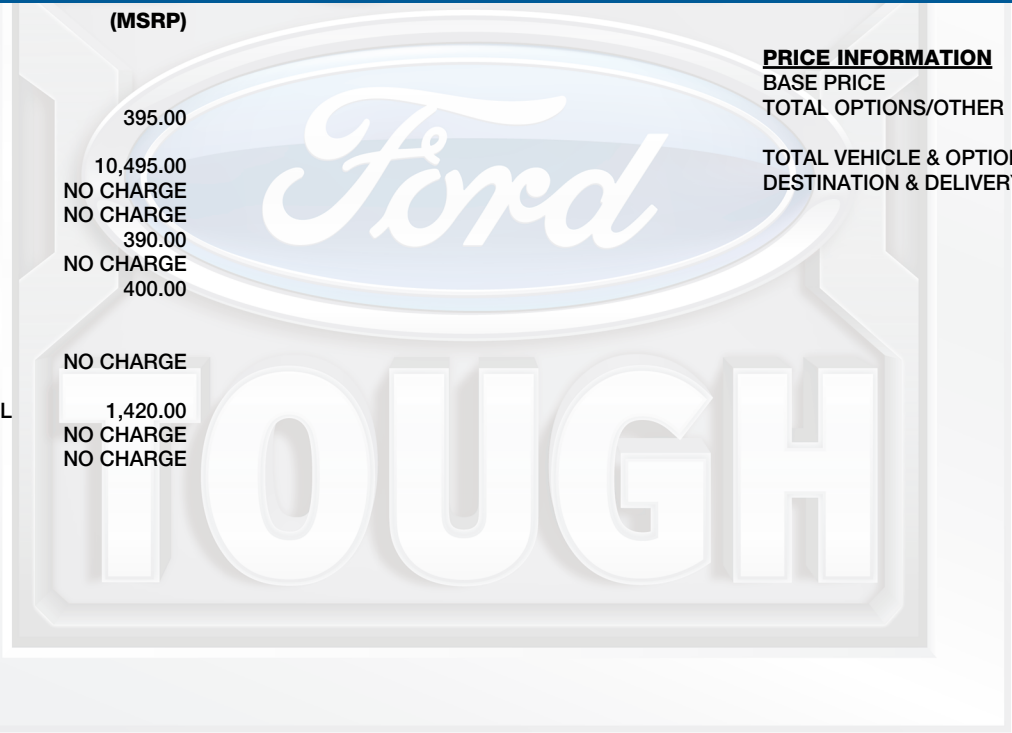 (MSRP)
395.00
10,495.00
NO CHARGE
NO CHARGE
390.00
NO CHARGE
400.00
NO CHARGE
L 1,420.00
NO CHARGE
NO CHARGE
PRICE INFORMATION
BASE PRICE
TOTAL OPTIONS/OTHER
TOTAL VEHICLE & OPTION
DESTINATION & DELIVERY
Ford
TOUGH